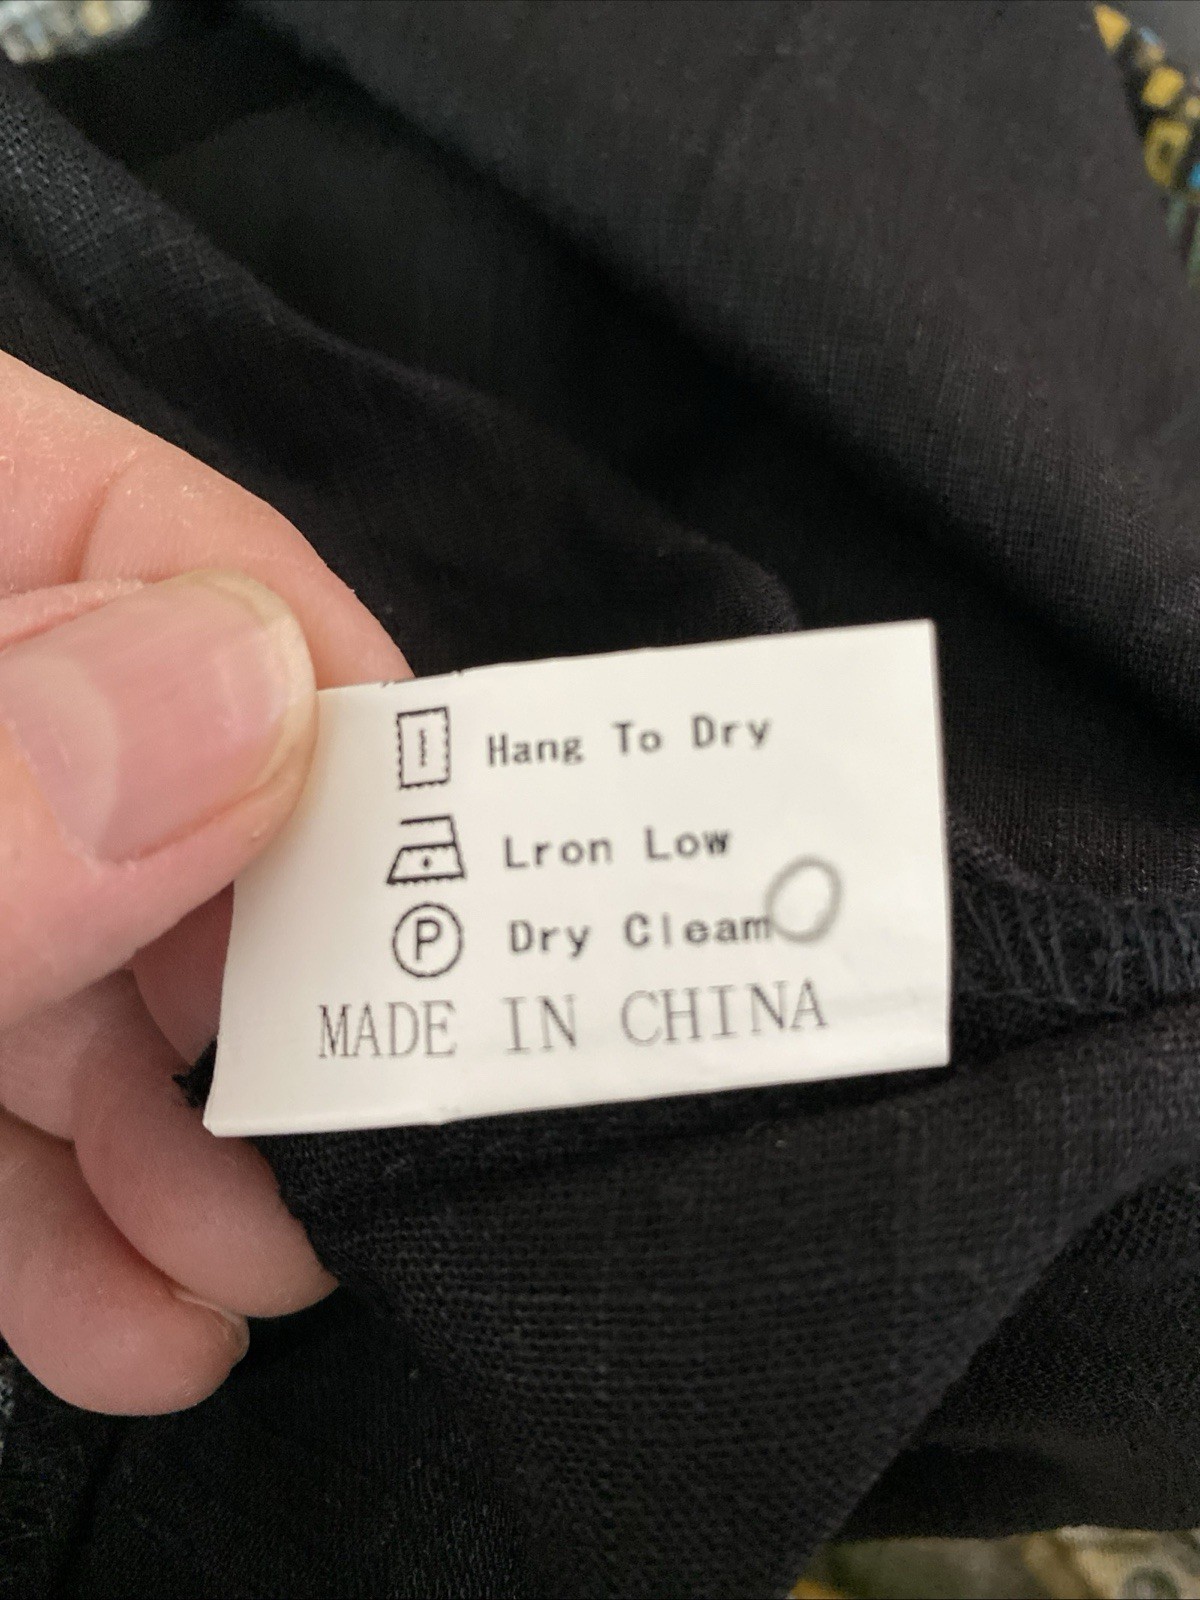 Hang To Dry
Lron Low
P Dry Cleam
MADE IN CHINA